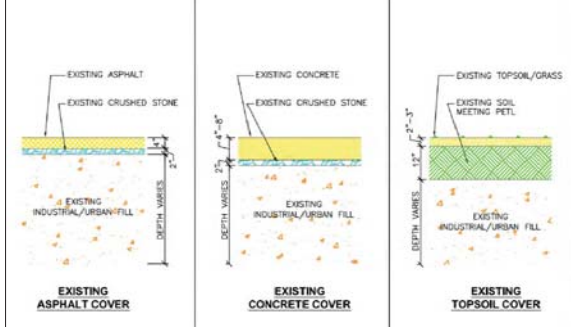 EXISTING ASPHALT
EXISTING CRUSHED STONE
4"
2"
DEPTH VARIES
EXISTING
INDUSTRIAL/URBAN FILL
EXISTING
ASPHALT COVER
EXISTING CONCRETE
EXISTING CRUSHED STONE
4"-8"
2"
DEPTH VARIES
EXISTING
INDUSTRIAL/URBAN FILL
EXISTING
CONCRETE COVER
EXISTING TOPSOIL/GRASS
EXISTING SOIL
MEETING PETL
2"-3"
12"
DEPTH VARIES
EXISTING
INDUSTRIAL/URBAN FILL
EXISTING
TOPSOIL COVER